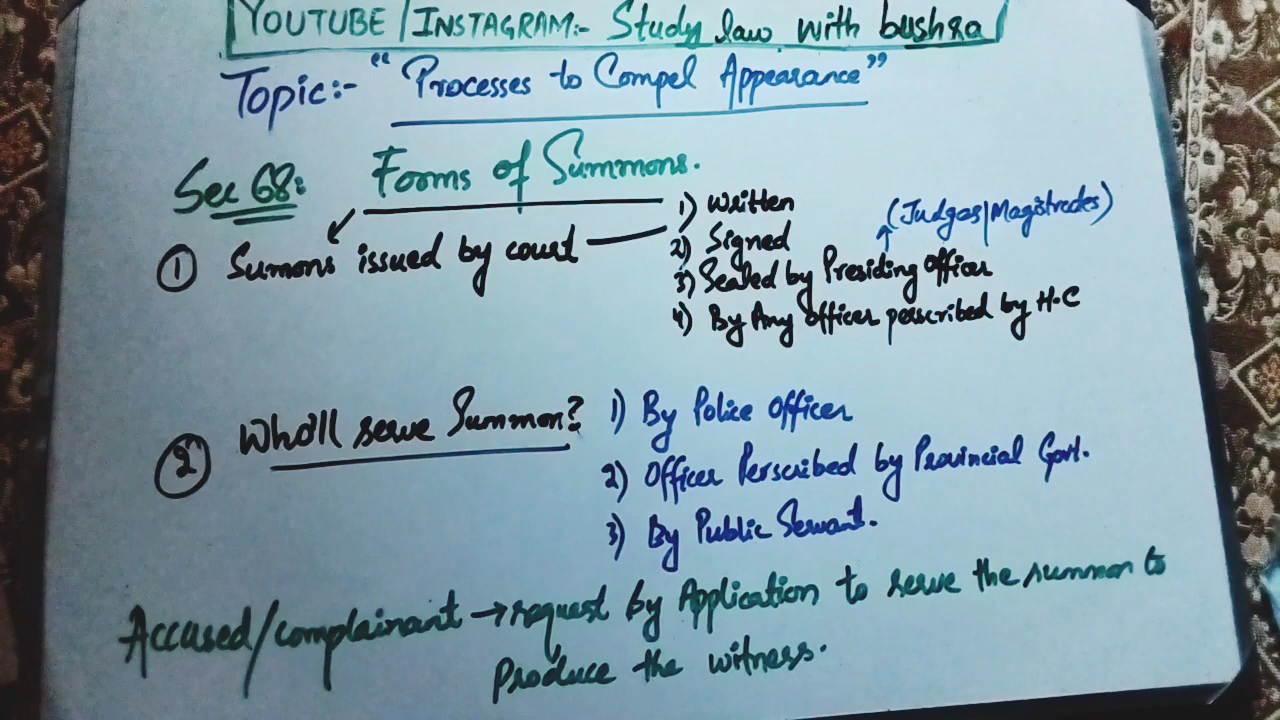 YOUTUBE / INSTAGRAM:- Study law with bushra
Topic:- "Processes to Compel Appearance"
Sec 68: Forms of Summons.
① Sumons issued by court
1) Written
2) Signed
(Judges/Magistrates)
3) Sealed by Presiding Officer
4) By Any officer perscribed by H.C
② Who'll serve Summon?
1) By Police Officer
2) Officer Perscribed by Provincial Govt.
3) By Public Servant.
Accused/complainant → request by Application to serve the summon to
Produce the witness.